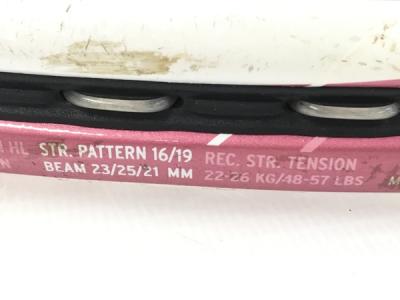 HL STR. PATTERN 16/19 REC. STR. TENSION
BEAM 23/25/21 MM 22-26 KG/48-57 LBS